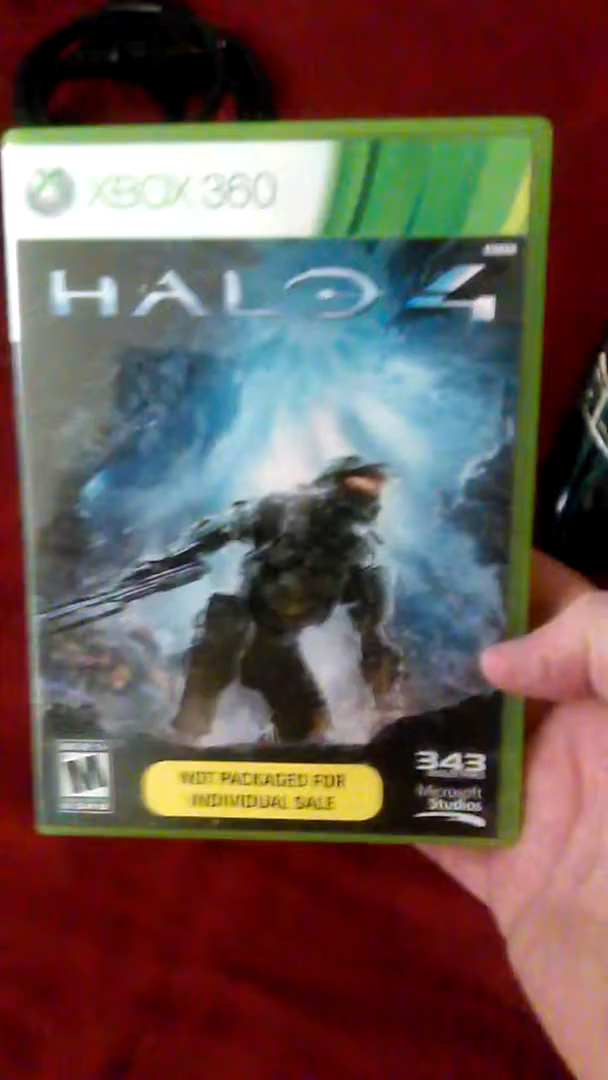 XBOX 360
HALO 4
M
NOT PACKAGED FOR
INDIVIDUAL SALE
343
Microsoft
Studios